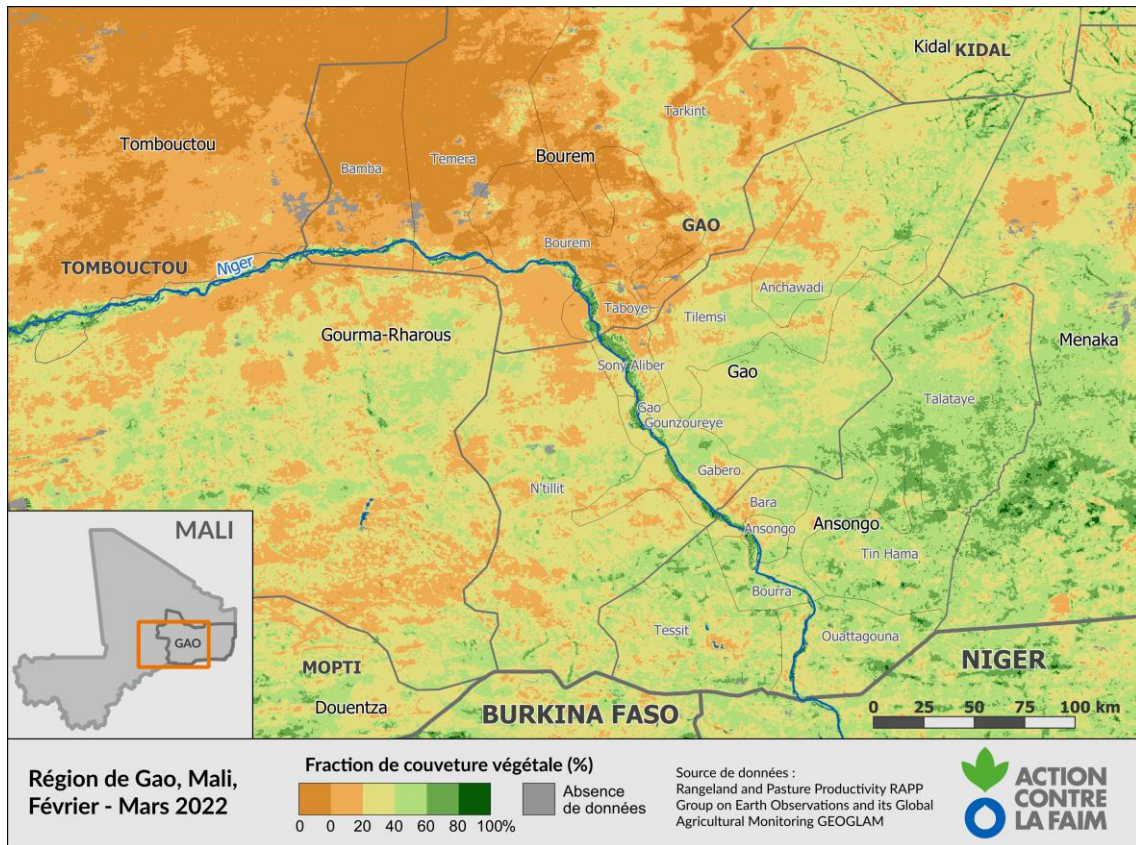 Kidal
KIDAL
Tarkint
Tombouctou
Bourem
Temera
Bamba
GAO
Bourem
Niger
TOMBOUCTOU
Anchawadi
Taboye
Tilemsi
Gourma-Rharous
Menaka
Sony Aliber
Gao
Talataye
Gao
Gounzoureye
Gabero
N'tillit
Bara
Ansongo
Ansongo
Tin Hama
Bourra
Tessit
Ouattagouna
NIGER
MOPTI
Douentza
BURKINA FASO
0 25 50 75 100 km
MALI
GAO
Région de Gao, Mali,
Février - Mars 2022
Fraction de couveture végétale (%)
0 0 20 40 60 80 100%
Absence
de données
Source de données :
Rangeland and Pasture Productivity RAPP
Group on Earth Observations and its Global
Agricultural Monitoring GEOGLAM
ACTION
CONTRE
LA FAIM